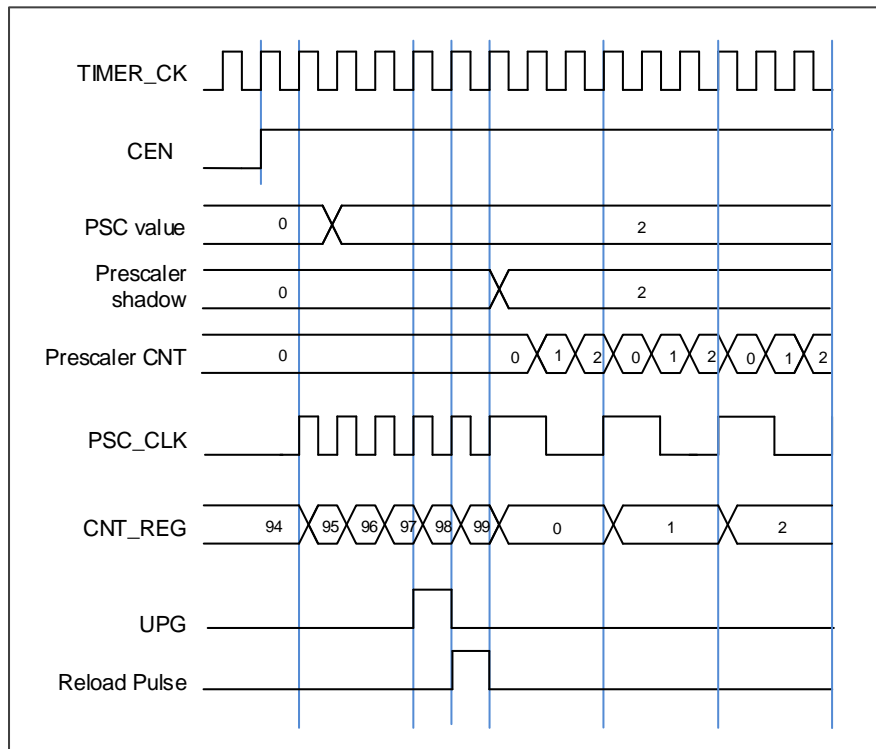 TIMER_CK
CEN
PSC value 0 2
Prescaler
shadow 0 2
Prescaler CNT 0 0 1 2 0 1 2 0 1 2
PSC_CLK
CNT_REG 94 95 96 97 98 99 0 1 2
UPG
Reload Pulse